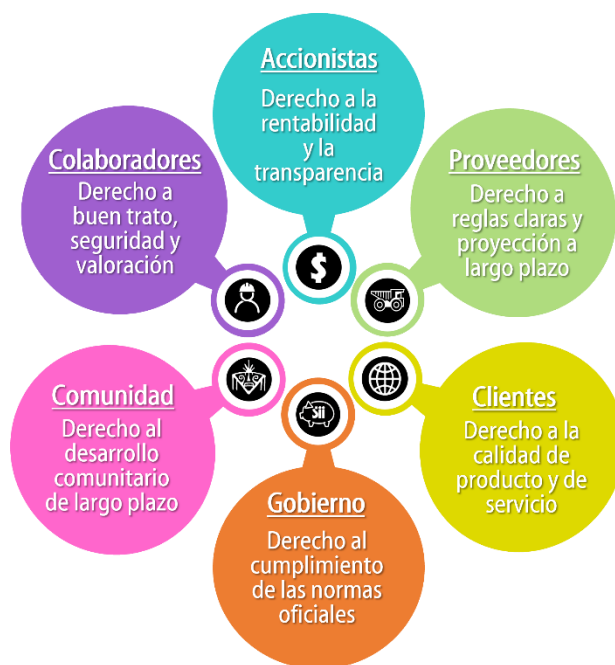 Accionistas
Derecho a la
rentabilidad
y la
transparencia
Proveedores
Derecho a
reglas claras y
proyección a
largo plazo
Clientes
Derecho a la
calidad de
producto y de
servicio
Gobierno
Derecho al
cumplimiento
de las normas
oficiales
Comunidad
Derecho al
desarrollo
comunitario
de largo plazo
Colaboradores
Derecho a
buen trato,
seguridad y
valoración
$
sii